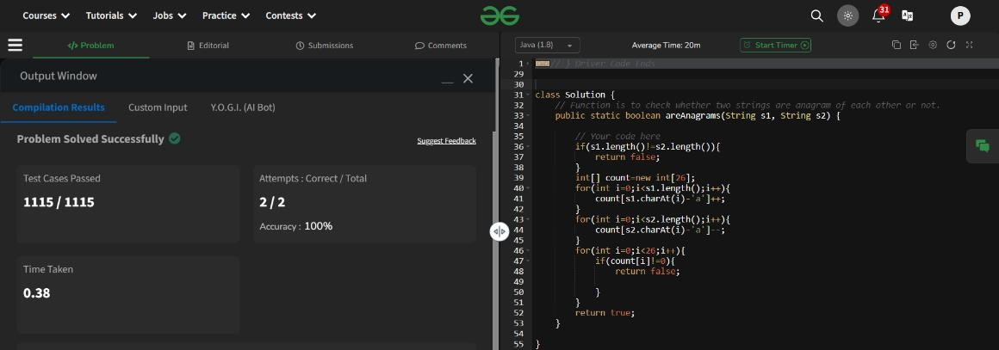 Courses Tutorials Jobs Practice Contests 31 P
Problem Editorial Submissions Comments
Java (1.8) Average Time: 20m Start Timer
Output Window
Compilation Results Custom Input Y.O.G.I. (AI Bot)
Problem Solved Successfully Suggest Feedback
Test Cases Passed Attempts : Correct / Total
1115 / 1115 2 / 2
Accuracy : 100%
Time Taken
0.38
1 // } Driver Code Ends
29
30
31 class Solution {
32 // Function is to check whether two strings are anagram of each other or not.
33 public static boolean areAnagrams(String s1, String s2) {
34
35 // Your code here
36 if(s1.length()!=s2.length()){
37 return false;
38 }
39 int[] count=new int[26];
40 for(int i=0;i<s1.length();i++){
41 count[s1.charAt(i)-'a']++;
42 }
43 for(int i=0;i<s2.length();i++){
44 count[s2.charAt(i)-'a']--;
45 }
46 for(int i=0;i<26;i++){
47 if(count[i]!=0){
48 return false;
49
50 }
51 }
52 return true;
53 }
54
55 }